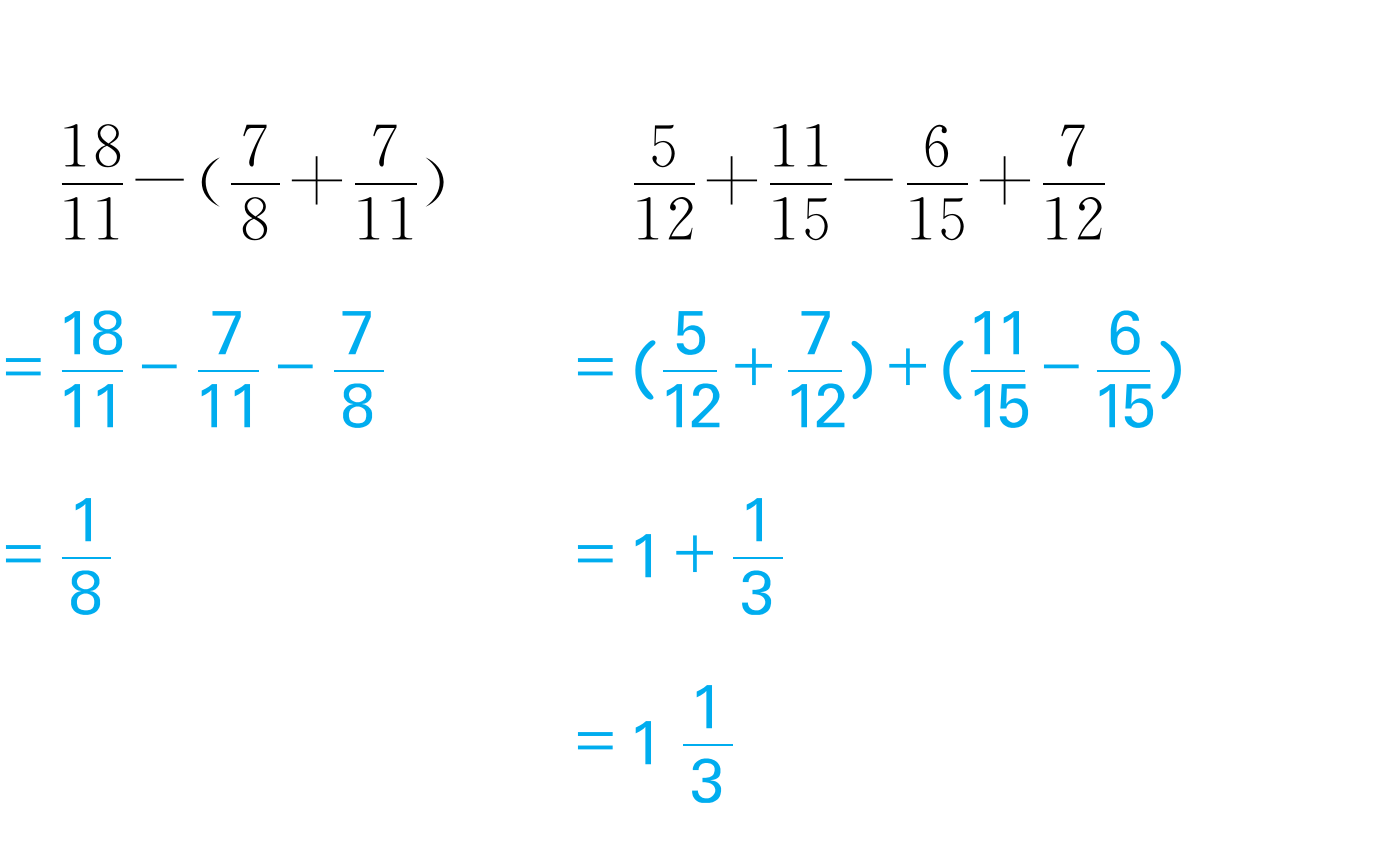 18/11 − (7/8 + 7/11)
= 18/11 − 7/11 − 7/8
= 1/8
5/12 + 11/15 − 6/15 + 7/12
= (5/12 + 7/12) + (11/15 − 6/15)
= 1 + 1/3
= 1 1/3